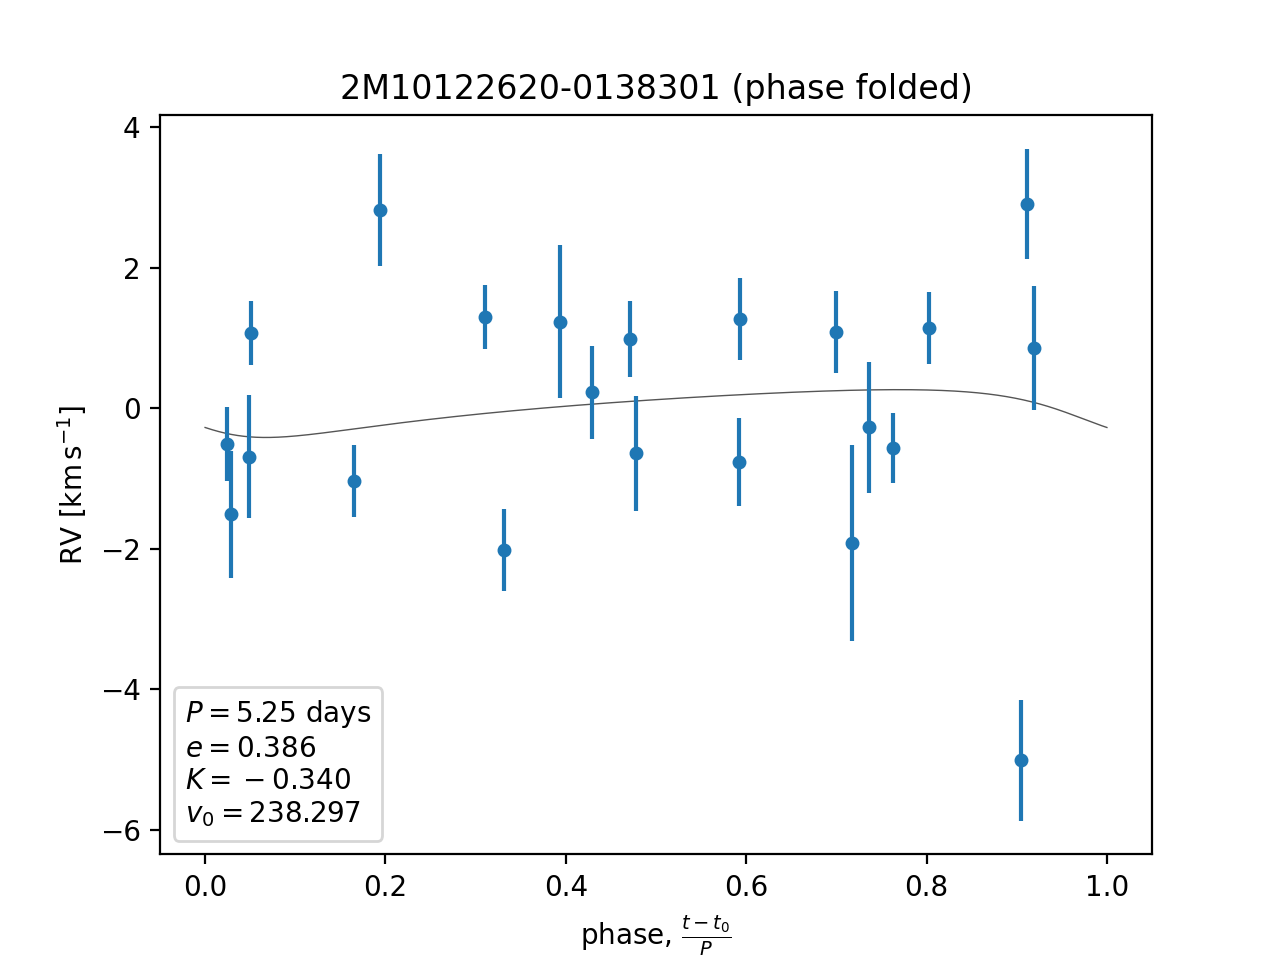 2M10122620-0138301 (phase folded)
RV [km s⁻¹]
4
2
0
−2
−4
−6
P = 5.25 days
e = 0.386
K = −0.340
v₀ = 238.297
0.0 0.2 0.4 0.6 0.8 1.0
phase, (t − t₀)/P